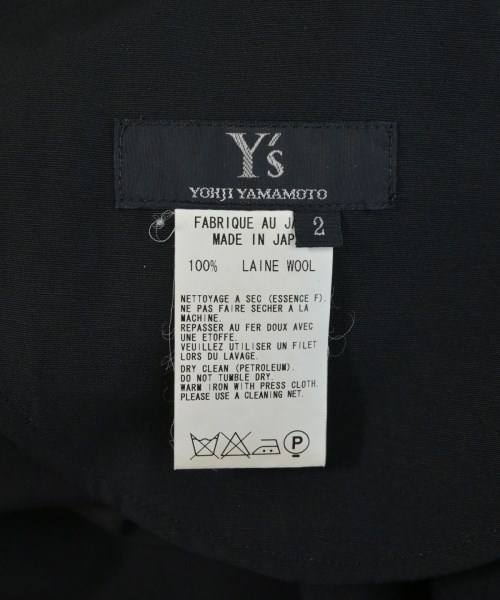 Y's
YOHJI YAMAMOTO
FABRIQUE AU JA
2
MADE IN JAP
100% LAINE WOOL
NETTOYAGE A SEC (ESSENCE F).
NE PAS FAIRE SECHER A LA
MACHINE.
REPASSER AU FER DOUX AVEC
UNE ETOFFE.
VEUILLEZ UTILISER UN FILET
LORS DU LAVAGE.
DRY CLEAN (PETROLEUM).
DO NOT TUMBLE DRY.
WARM IRON WITH PRESS CLOTH.
PLEASE USE A CLEANING NET.
P